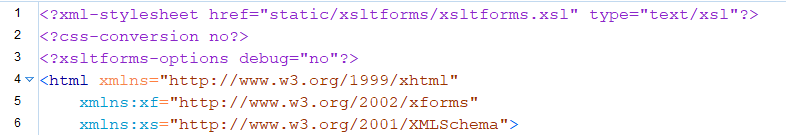 1 <?xml-stylesheet href="static/xsltforms/xsltforms.xsl" type="text/xsl"?>
2 <?css-conversion no?>
3 <?xsltforms-options debug="no"?>
4 <html xmlns="http://www.w3.org/1999/xhtml"
5     xmlns:xf="http://www.w3.org/2002/xforms"
6     xmlns:xs="http://www.w3.org/2001/XMLSchema">